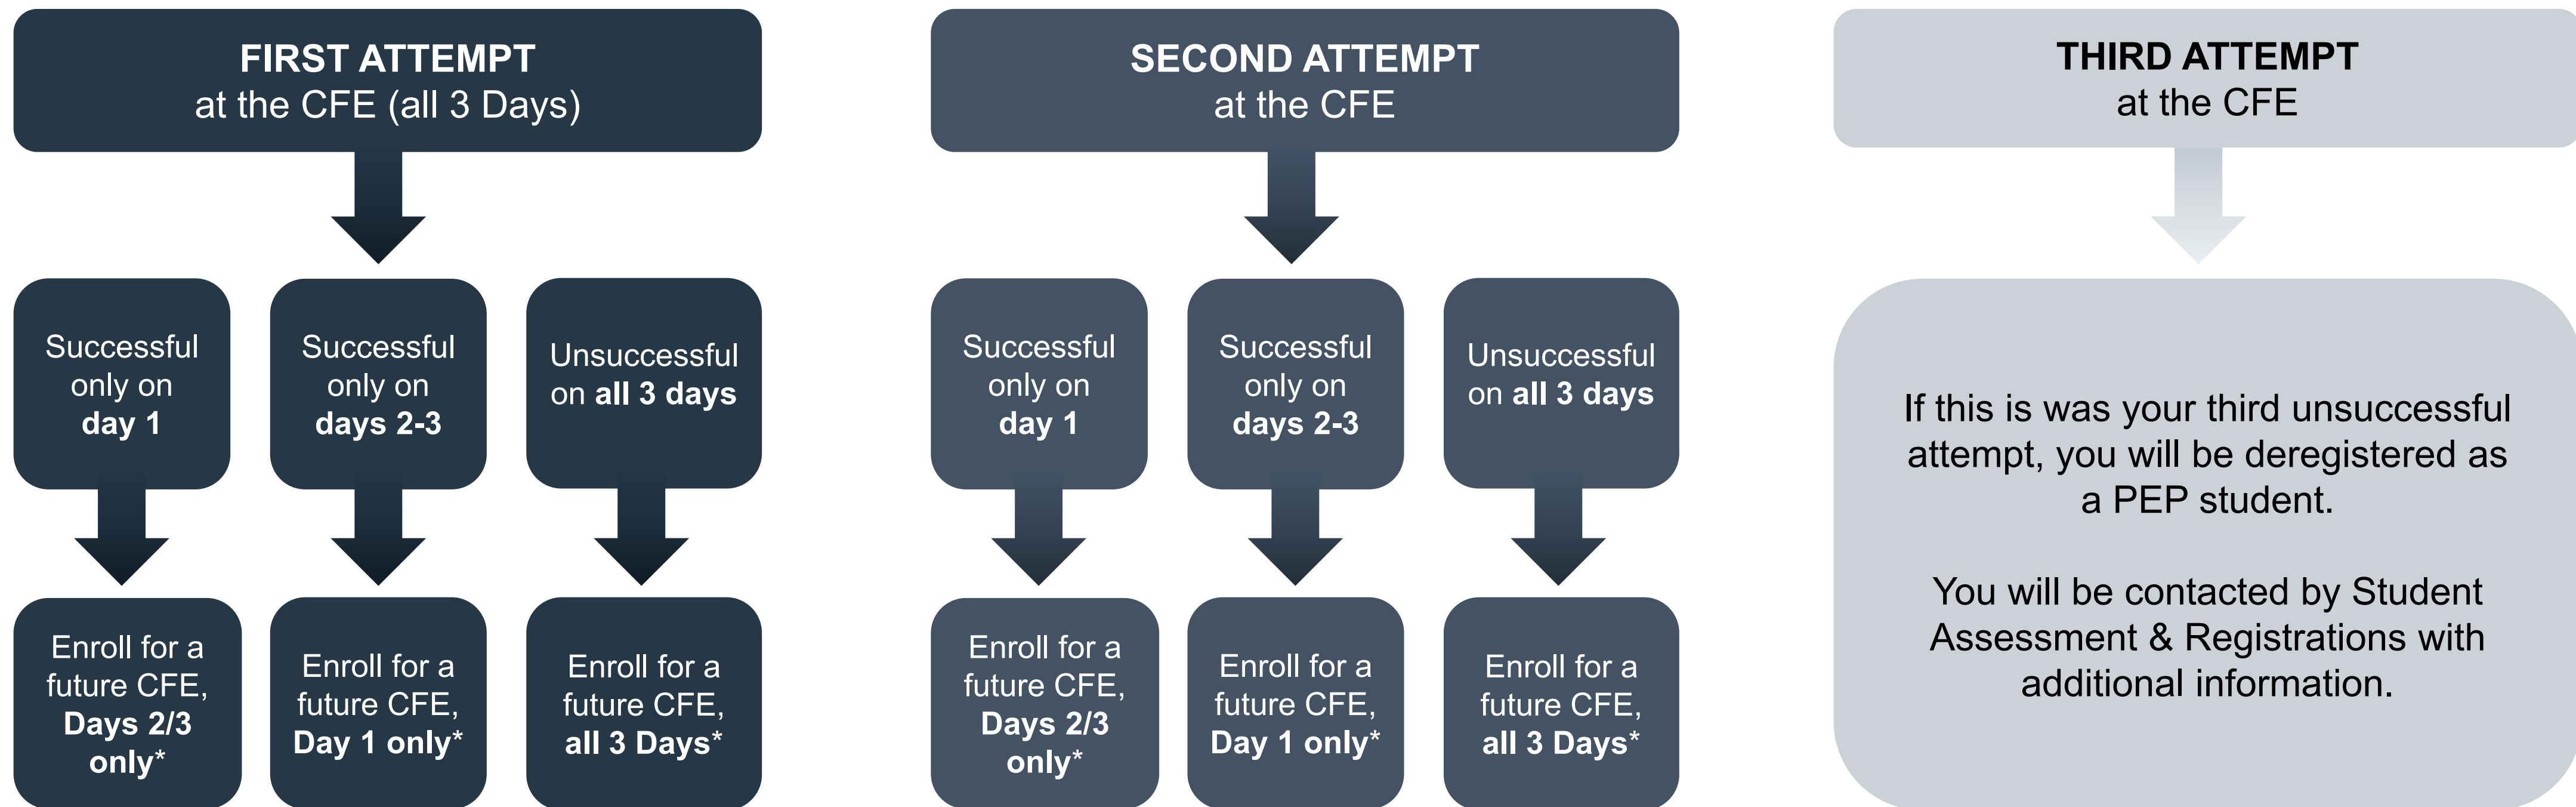 FIRST ATTEMPT
at the CFE (all 3 Days)
Successful
only on
day 1
Successful
only on
days 2-3
Unsuccessful
on all 3 days
Enroll for a
future CFE,
Days 2/3
only*
Enroll for a
future CFE,
Day 1 only*
Enroll for a
future CFE,
all 3 Days*
SECOND ATTEMPT
at the CFE
Successful
only on
day 1
Successful
only on
days 2-3
Unsuccessful
on all 3 days
Enroll for a
future CFE,
Days 2/3
only*
Enroll for a
future CFE,
Day 1 only*
Enroll for a
future CFE,
all 3 Days*
THIRD ATTEMPT
at the CFE
If this is was your third unsuccessful
attempt, you will be deregistered as
a PEP student.
You will be contacted by Student
Assessment & Registrations with
additional information.